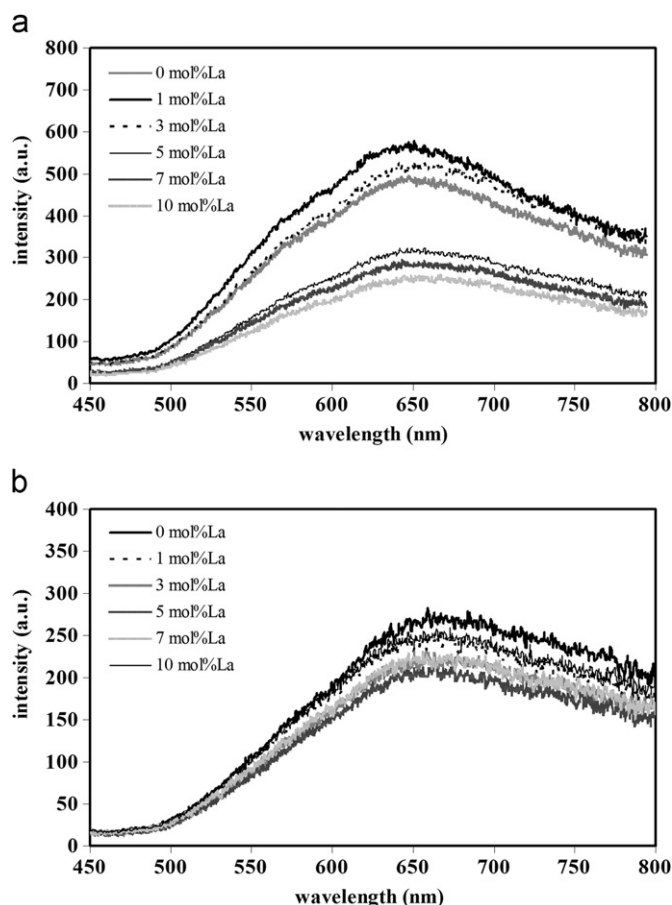 a
800
700
600
500
400
300
200
100
0
intensity (a.u.)
0 mol%La
1 mol%La
3 mol%La
5 mol%La
7 mol%La
10 mol%La
450 500 550 600 650 700 750 800
wavelength (nm)
b
400
350
300
250
200
150
100
50
0
intensity (a.u.)
0 mol%La
1 mol%La
3 mol%La
5 mol%La
7 mol%La
10 mol%La
450 500 550 600 650 700 750 800
wavelength (nm)